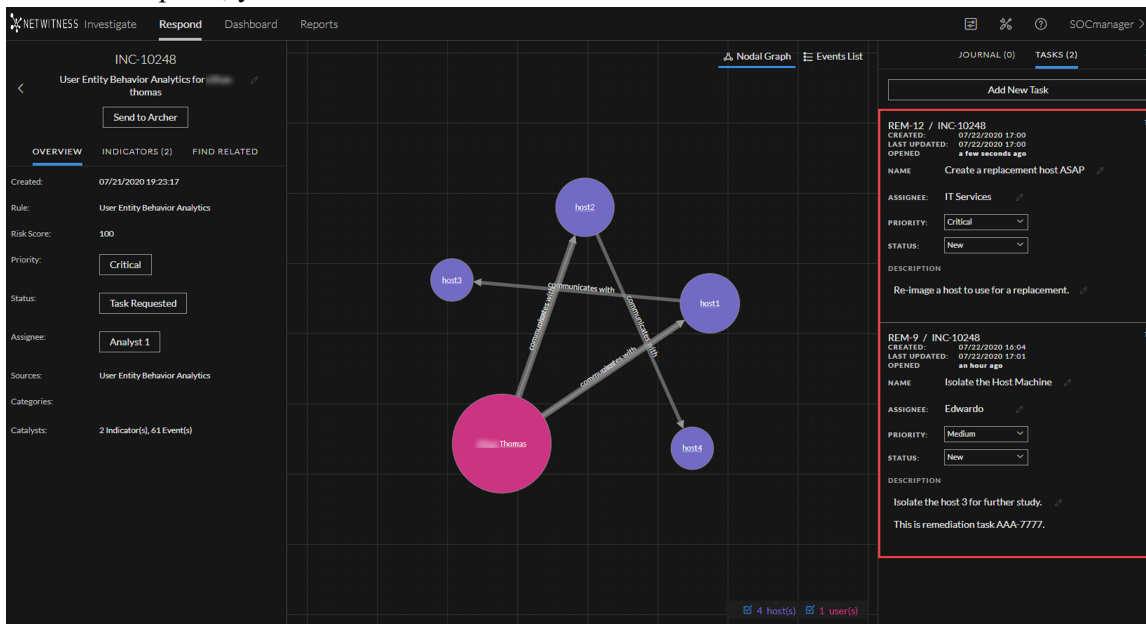 NETWITNESS Investigate Respond Dashboard Reports SOCmanager >
INC-10248
User Entity Behavior Analytics for
thomas
Send to Archer
OVERVIEW INDICATORS (2) FIND RELATED
Created: 07/21/2020 19:23:17
Rule: User Entity Behavior Analytics
Risk Score: 100
Priority: Critical
Status: Task Requested
Assignee: Analyst 1
Sources: User Entity Behavior Analytics
Categories:
Catalysts: 2 Indicator(s), 61 Event(s)
Nodal Graph Events List
host2
host3
communicates with
host1
communicates with
communicates with
communicates with
Thomas
host4
4 host(s) 1 user(s)
JOURNAL (0) TASKS (2)
Add New Task
REM-12 / INC-10248
CREATED: 07/22/2020 17:00
LAST UPDATED: 07/22/2020 17:00
OPENED a few seconds ago
NAME Create a replacement host ASAP
ASSIGNEE: IT Services
PRIORITY: Critical
STATUS: New
DESCRIPTION
Re-image a host to use for a replacement.
REM-9 / INC-10248
CREATED: 07/22/2020 16:04
LAST UPDATED: 07/22/2020 17:01
OPENED an hour ago
NAME Isolate the Host Machine
ASSIGNEE: Edwardo
PRIORITY: Medium
STATUS: New
DESCRIPTION
Isolate the host 3 for further study.
This is remediation task AAA-7777.